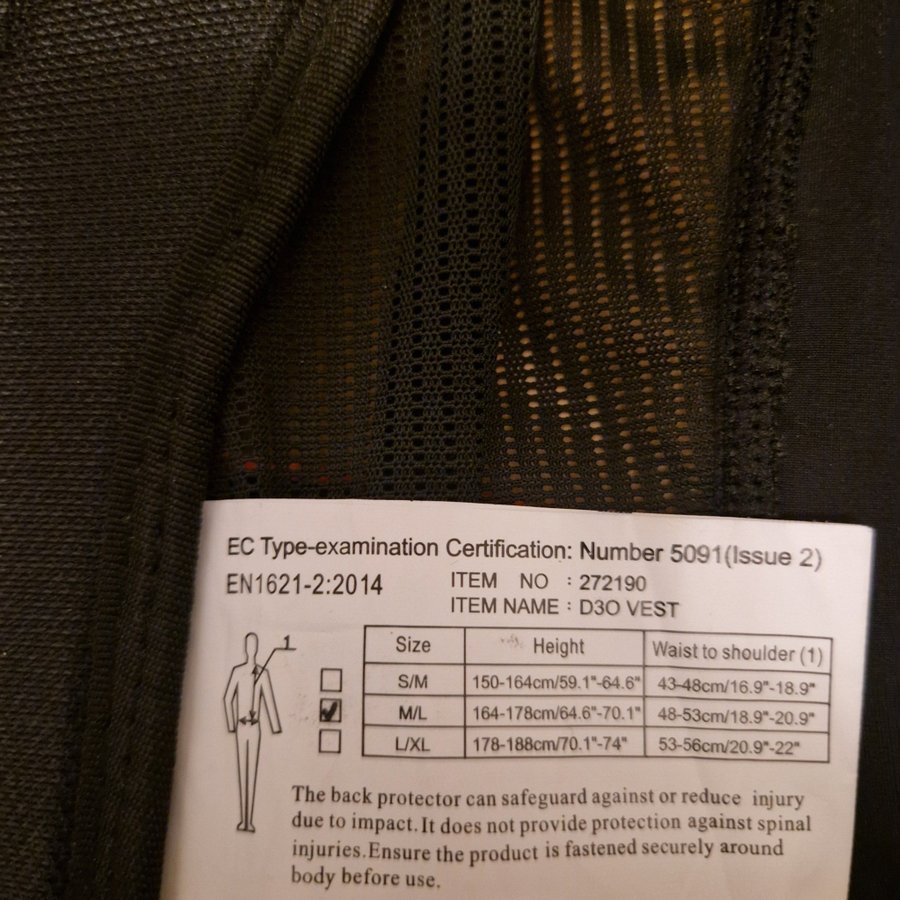 EC Type-examination Certification: Number 5091(Issue 2)
EN1621-2:2014 ITEM NO : 272190
ITEM NAME : D3O VEST
1
Size Height Waist to shoulder (1)
S/M 150-164cm/59.1"-64.6" 43-48cm/16.9"-18.9"
M/L 164-178cm/64.6"-70.1" 48-53cm/18.9"-20.9"
L/XL 178-188cm/70.1"-74" 53-56cm/20.9"-22"
The back protector can safeguard against or reduce injury
due to impact.It does not provide protection against spinal
injuries.Ensure the product is fastened securely around
body before use.